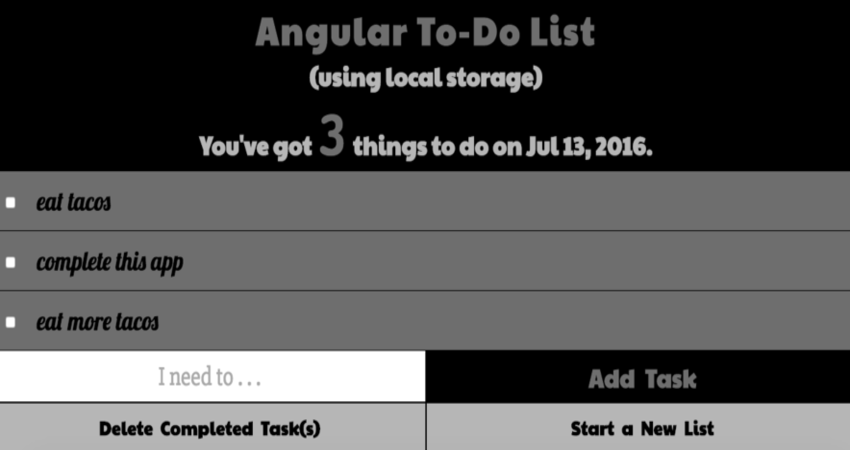 Angular To-Do List
(using local storage)
You've got 3 things to do on Jul 13, 2016.
eat tacos
complete this app
eat more tacos
I need to . . .
Add Task
Delete Completed Task(s)
Start a New List